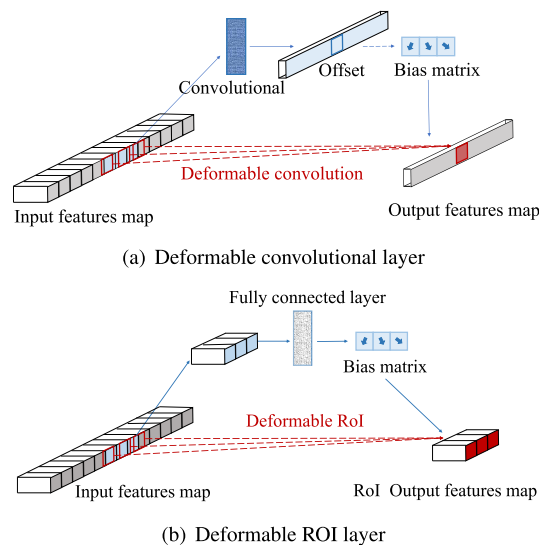 Convolutional
Offset
Bias matrix
Deformable convolution
Input features map
Output features map
(a) Deformable convolutional layer
Fully connected layer
Bias matrix
Deformable RoI
Input features map
RoI Output features map
(b) Deformable ROI layer